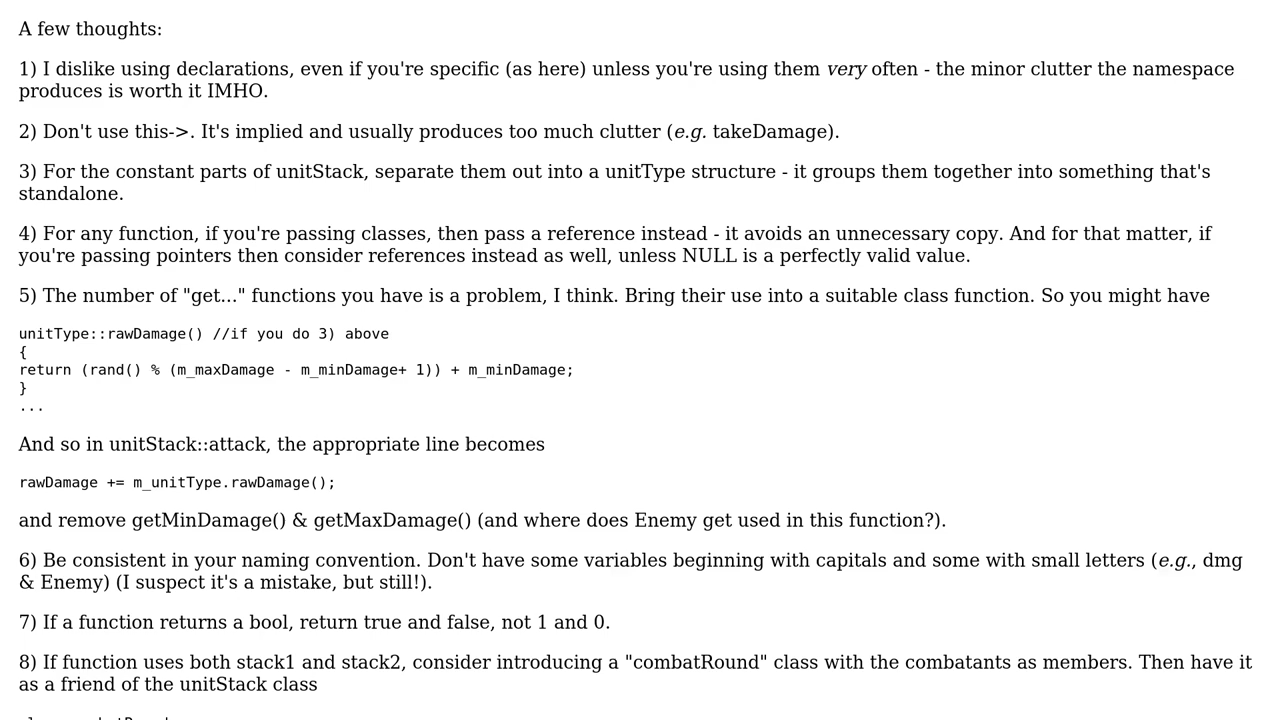 A few thoughts:
1) I dislike using declarations, even if you're specific (as here) unless you're using them very often - the minor clutter the namespace
produces is worth it IMHO.
2) Don't use this->. It's implied and usually produces too much clutter (e.g. takeDamage).
3) For the constant parts of unitStack, separate them out into a unitType structure - it groups them together into something that's
standalone.
4) For any function, if you're passing classes, then pass a reference instead - it avoids an unnecessary copy. And for that matter, if
you're passing pointers then consider references instead as well, unless NULL is a perfectly valid value.
5) The number of "get..." functions you have is a problem, I think. Bring their use into a suitable class function. So you might have
unitType::rawDamage() //if you do 3) above
{
return (rand() % (m_maxDamage - m_minDamage+ 1)) + m_minDamage;
}
...
And so in unitStack::attack, the appropriate line becomes
rawDamage += m_unitType.rawDamage();
and remove getMinDamage() & getMaxDamage() (and where does Enemy get used in this function?).
6) Be consistent in your naming convention. Don't have some variables beginning with capitals and some with small letters (e.g., dmg
& Enemy) (I suspect it's a mistake, but still!).
7) If a function returns a bool, return true and false, not 1 and 0.
8) If function uses both stack1 and stack2, consider introducing a "combatRound" class with the combatants as members. Then have it
as a friend of the unitStack class